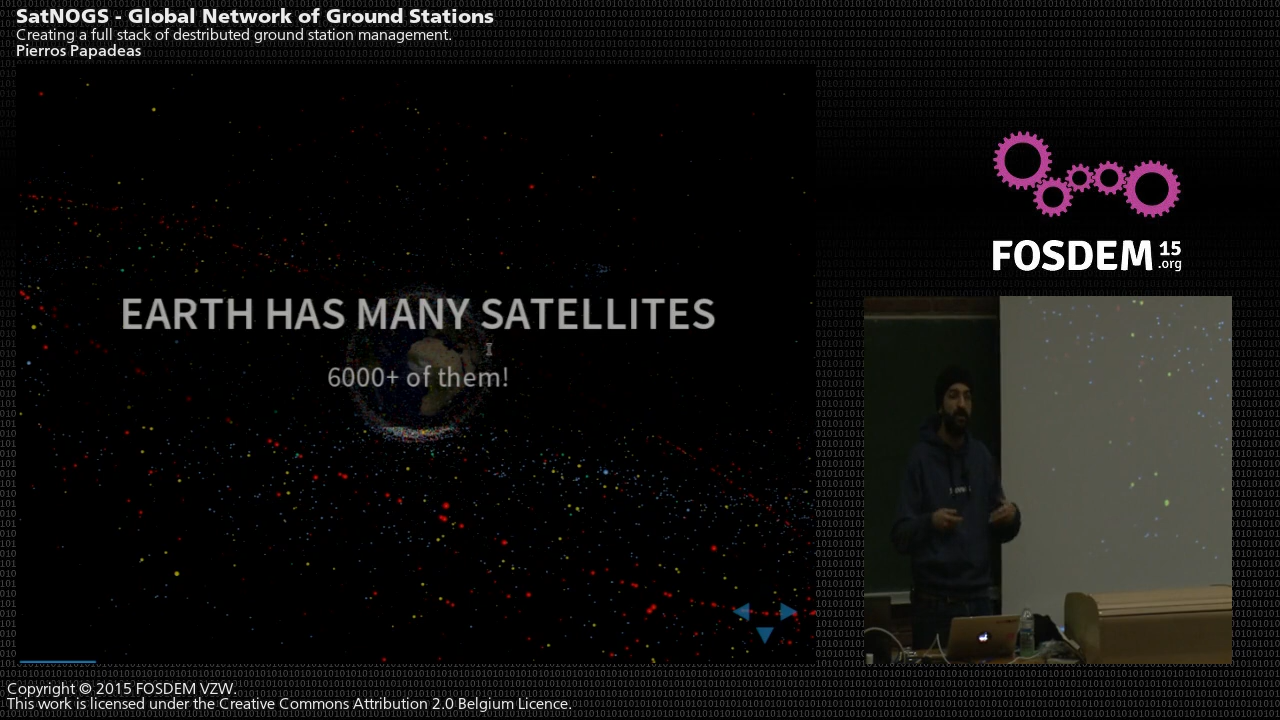 SatNOGS - Global Network of Ground Stations
Creating a full stack of destributed ground station management.
Pierros Papadeas
EARTH HAS MANY SATELLITES
6000+ of them!
FOSDEM 15
.org
Copyright © 2015 FOSDEM VZW.
This work is licensed under the Creative Commons Attribution 2.0 Belgium Licence.